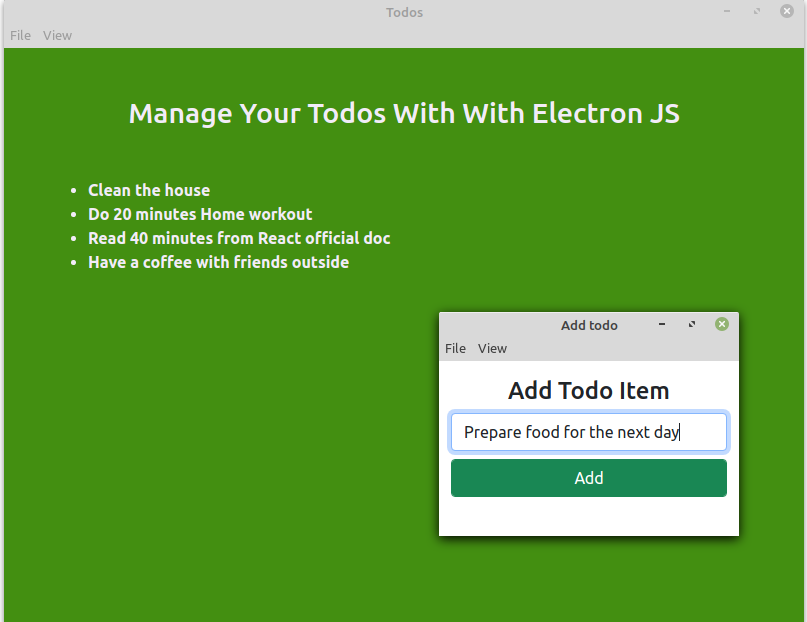 Todos
File View
Manage Your Todos With With Electron JS
Clean the house
Do 20 minutes Home workout
Read 40 minutes from React official doc
Have a coffee with friends outside
Add todo
File View
Add Todo Item
Prepare food for the next day
Add